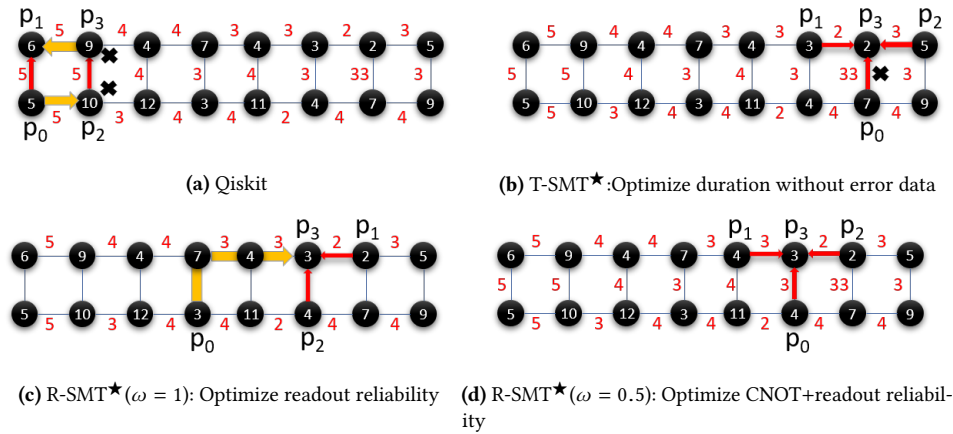 p1 p3
5 4 4 3 4 2 3
6 9 4 7 4 3 2 5
5 5 4 3 4 3 33 3
5 10 12 3 11 4 7 9
5 3 4 4 2 4 4
p0 p2
(a) Qiskit
p1 p3 p2
5 4 4 4 3 2 3
6 9 4 7 4 3 2 5
5 5 4 3 4 3 33 3
5 10 12 3 11 4 7 9
5 3 4 4 2 4 4
p0
(b) T-SMT★:Optimize duration without error data
p3 p1
5 4 4 4 3 2 3
6 9 4 7 4 3 2 5
5 10 12 3 11 4 7 9
5 3 4 4 2 4 4
p0 p2
(c) R-SMT★(ω = 1): Optimize readout reliability
p1 p3 p2
5 4 3 4 3 2 3
6 9 4 7 4 3 2 5
5 5 4 3 4 3 33 3
5 10 12 3 11 4 7 9
5 3 4 4 2 4 4
p0
(d) R-SMT★(ω = 0.5): Optimize CNOT+readout reliabil-
ity